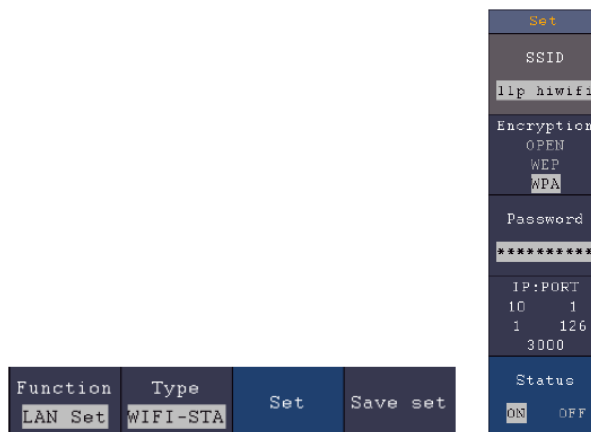 Set
SSID
llp hiwifi
Encryption
OPEN
WEP
WPA
Password
**********
IP:PORT
10 1
1 126
3000
Status
ON OFF
Function Type Set Save set
LAN Set WIFI-STA